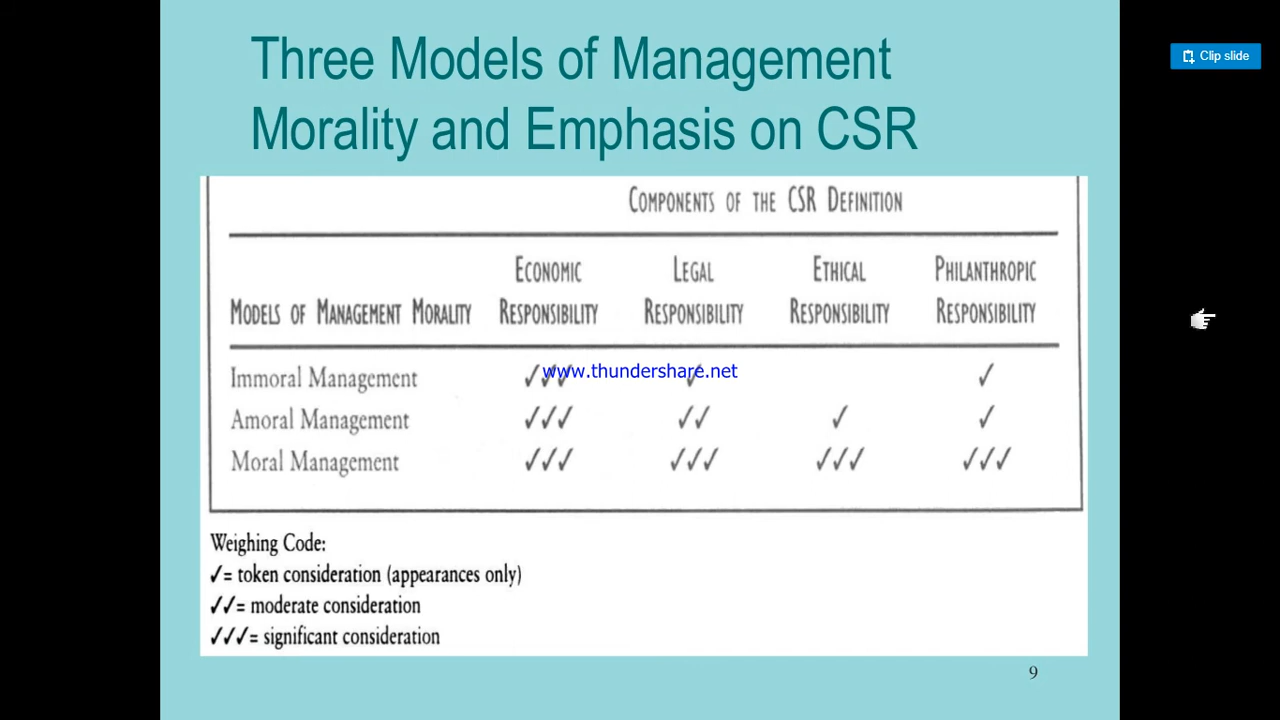 Three Models of Management
Morality and Emphasis on CSR
Clip slide
COMPONENTS OF THE CSR DEFINITION
MODELS OF MANAGEMENT MORALITY ECONOMIC RESPONSIBILITY LEGAL RESPONSIBILITY ETHICAL RESPONSIBILITY PHILANTHROPIC RESPONSIBILITY
Immoral Management ✓✓✓ ✓ ✓
www.thundershare.net
Amoral Management ✓✓✓ ✓✓ ✓ ✓
Moral Management ✓✓✓ ✓✓✓ ✓✓✓ ✓✓✓
Weighing Code:
✓= token consideration (appearances only)
✓✓= moderate consideration
✓✓✓= significant consideration
9